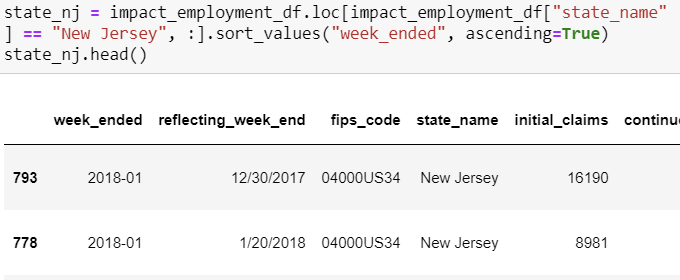 state_nj = impact_employment_df.loc[impact_employment_df["state_name"
] == "New Jersey", :].sort_values("week_ended", ascending=True)
state_nj.head()
week_ended reflecting_week_end fips_code state_name initial_claims continue
793 2018-01 12/30/2017 04000US34 New Jersey 16190
778 2018-01 1/20/2018 04000US34 New Jersey 8981